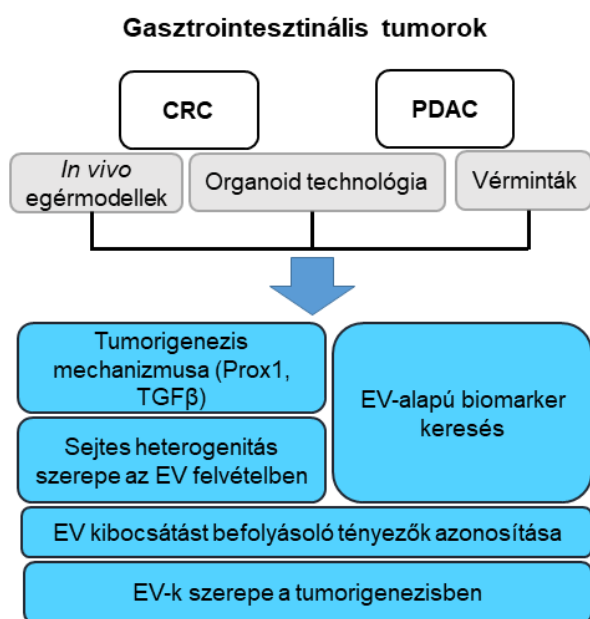 Gasztrointesztinális tumorok
CRC
PDAC
In vivo
egérmodellek
Organoid technológia
Vérminták
Tumorigenezis
mechanizmusa (Prox1,
TGFβ)
EV-alapú biomarker
keresés
Sejtes heterogenitás
szerepe az EV felvételben
EV kibocsátást befolyásoló tényezők azonosítása
EV-k szerepe a tumorigenezisben